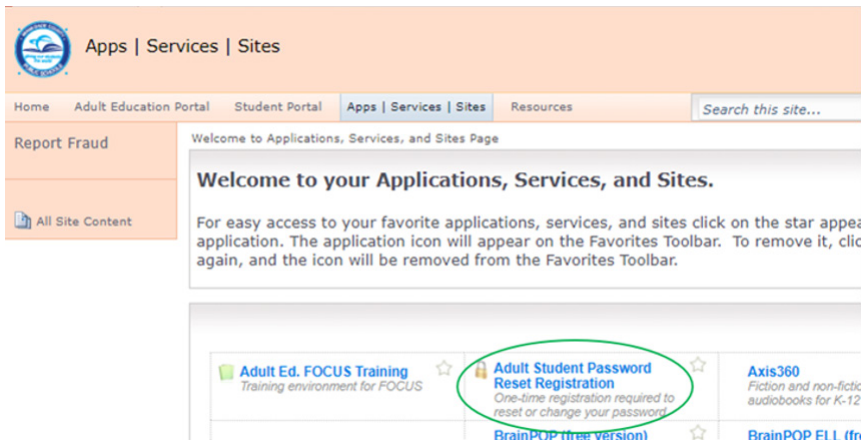 Apps | Services | Sites
Home Adult Education Portal Student Portal Apps | Services | Sites Resources Search this site...
Report Fraud
All Site Content
Welcome to Applications, Services, and Sites Page
Welcome to your Applications, Services, and Sites.
For easy access to your favorite applications, services, and sites click on the star appea
application. The application icon will appear on the Favorites Toolbar. To remove it, clic
again, and the icon will be removed from the Favorites Toolbar.
Adult Ed. FOCUS Training
Training environment for FOCUS
Adult Student Password
Reset Registration
One-time registration required to
reset or change your password
Axis360
Fiction and non-fictio
audiobooks for K-12
BrainPOP (free version)
BrainPOP ELL (fre